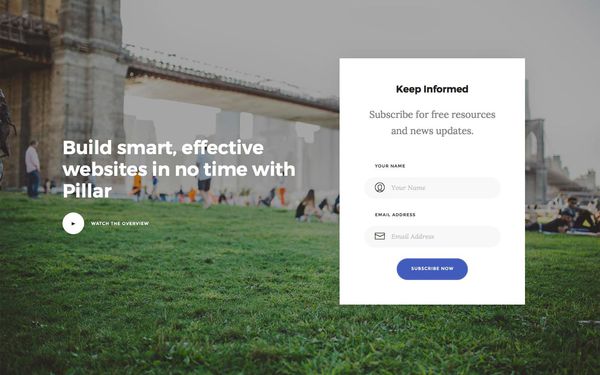 Build smart, effective
websites in no time with
Pillar
WATCH THE OVERVIEW
Keep Informed
Subscribe for free resources
and news updates.
YOUR NAME
Your Name
EMAIL ADDRESS
Email Address
SUBSCRIBE NOW